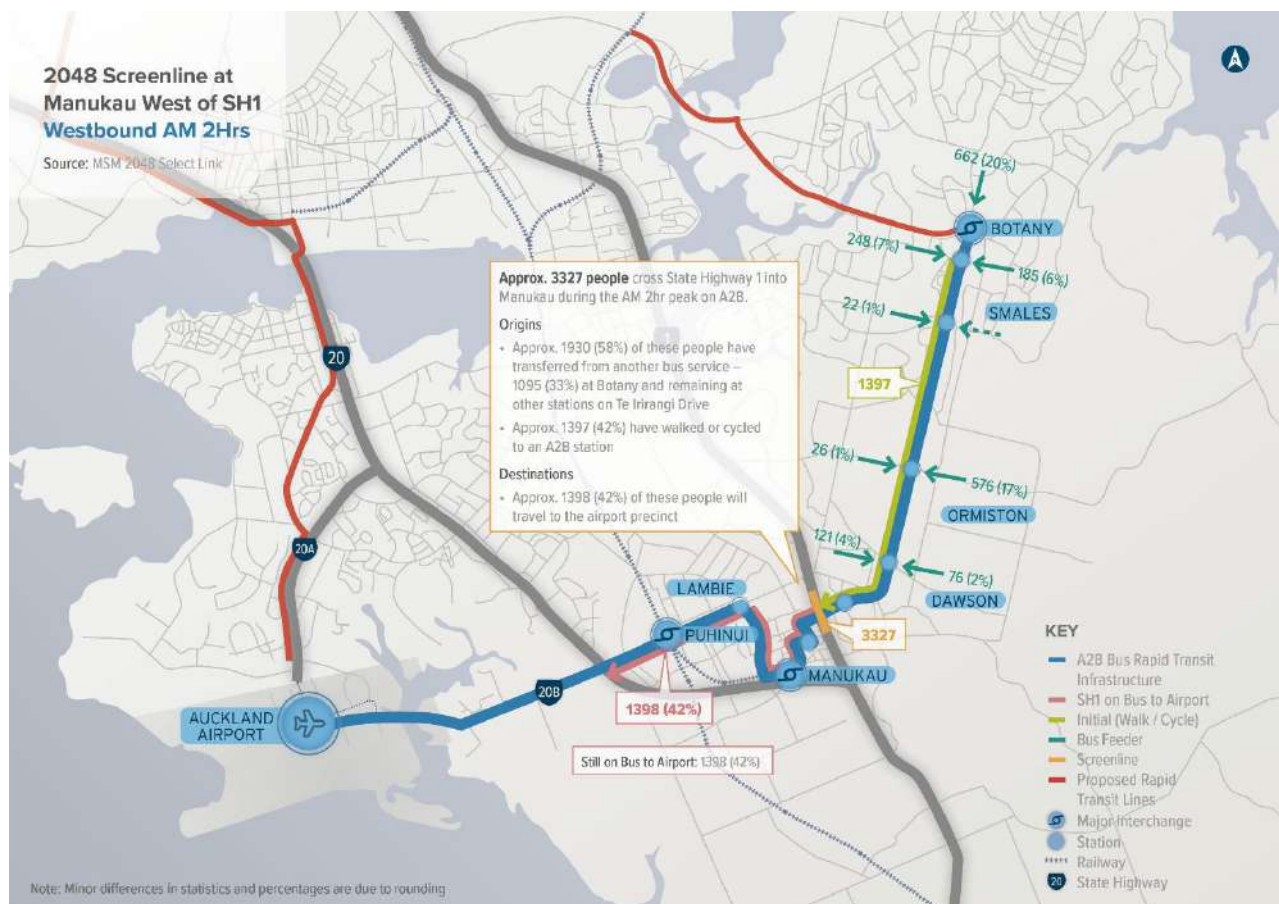 2048 Screenline at
Manukau West of SH1
Westbound AM 2Hrs
Source: MSM 2048 Select Link
662 (20%)
BOTANY
248 (7%)
185 (6%)
22 (1%)
SMALES
1397
Approx. 3327 people cross State Highway 1 into
Manukau during the AM 2hr peak on A2B.
Origins
• Approx. 1930 (58%) of these people have
transferred from another bus service –
1095 (33%) at Botany and remaining at
other stations on Te Irirangi Drive
• Approx. 1397 (42%) have walked or cycled
to an A2B station
Destinations
• Approx. 1398 (42%) of these people will
travel to the airport precinct
20
26 (1%)
576 (17%)
ORMISTON
20A
121 (4%)
76 (2%)
DAWSON
LAMBIE
PUHINUI
3327
MANUKAU
20B
1398 (42%)
AUCKLAND
AIRPORT
Still on Bus to Airport: 1398 (42%)
KEY
A2B Bus Rapid Transit
Infrastructure
SH1 on Bus to Airport
Initial (Walk / Cycle)
Bus Feeder
Screenline
Proposed Rapid
Transit Lines
Major Interchange
Station
Railway
20 State Highway
Note: Minor differences in statistics and percentages are due to rounding